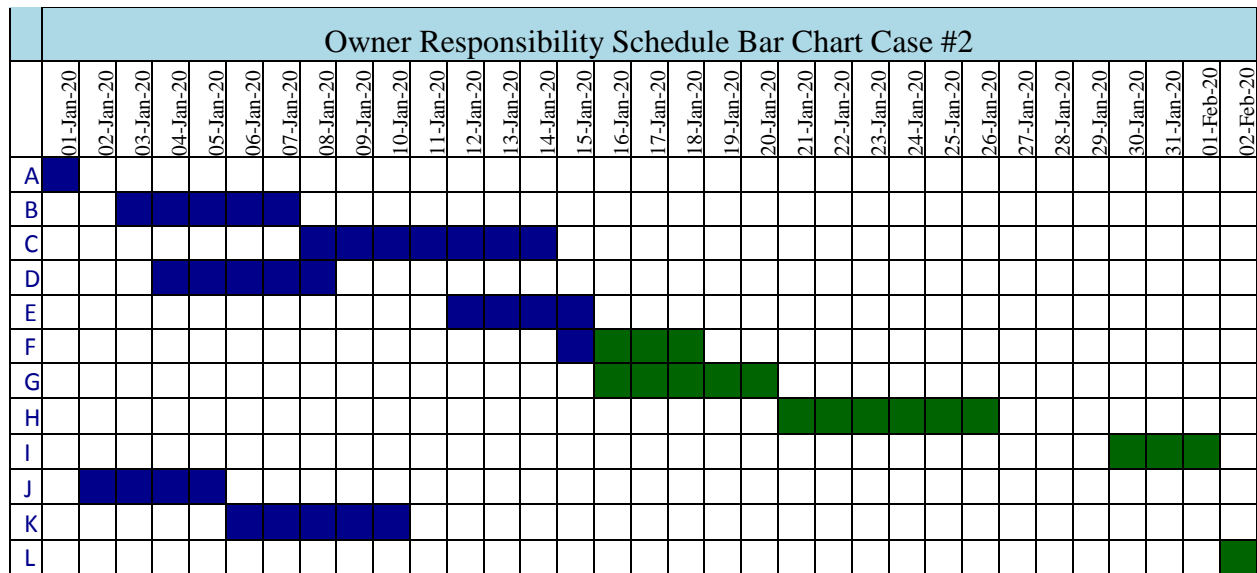 Owner Responsibility Schedule Bar Chart Case #2
01-Jan-20
02-Jan-20
03-Jan-20
04-Jan-20
05-Jan-20
06-Jan-20
07-Jan-20
08-Jan-20
09-Jan-20
10-Jan-20
11-Jan-20
12-Jan-20
13-Jan-20
14-Jan-20
15-Jan-20
16-Jan-20
17-Jan-20
18-Jan-20
19-Jan-20
20-Jan-20
21-Jan-20
22-Jan-20
23-Jan-20
24-Jan-20
25-Jan-20
26-Jan-20
27-Jan-20
28-Jan-20
29-Jan-20
30-Jan-20
31-Jan-20
01-Feb-20
02-Feb-20
A
B
C
D
E
F
G
H
I
J
K
L